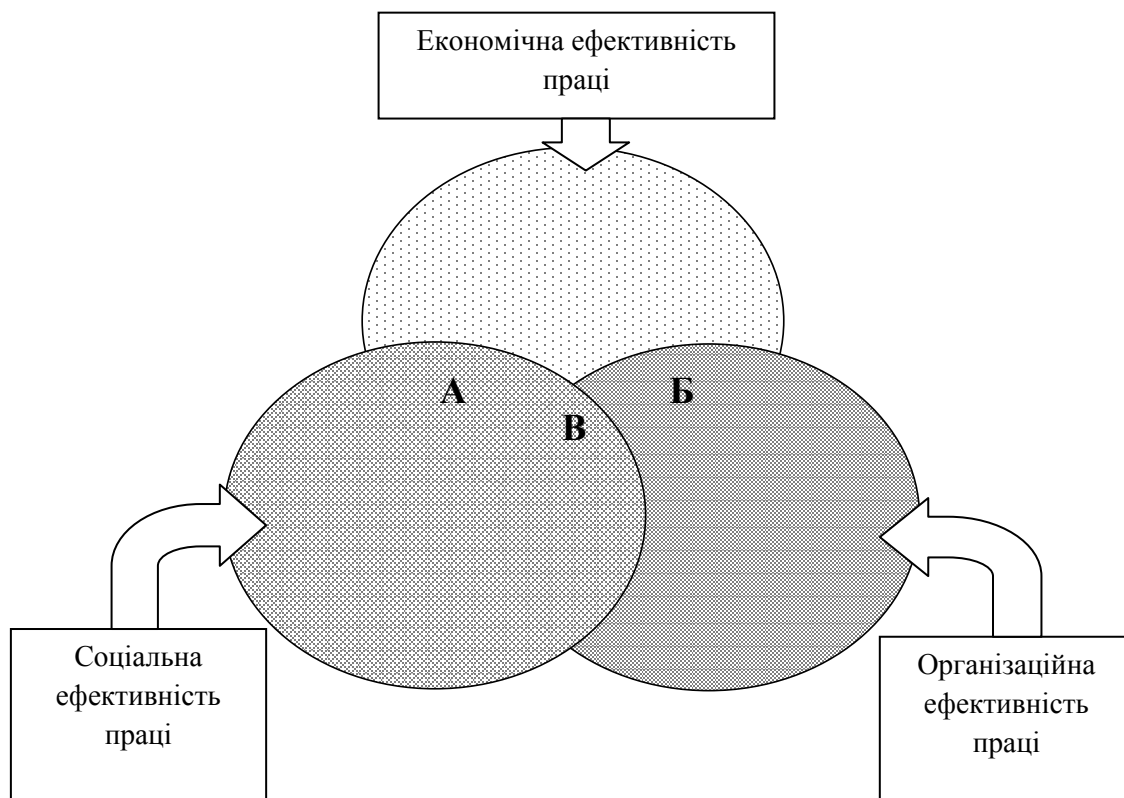 Економічна ефективність
праці
А
Б
В
Соціальна
ефективність
праці
Організаційна
ефективність
праці